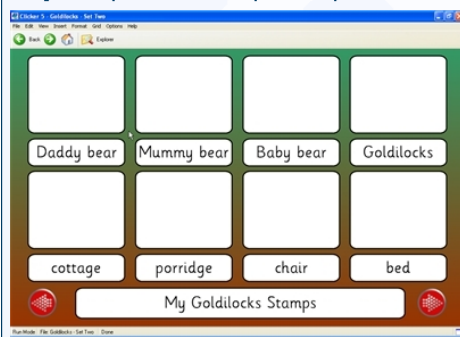 Clicker 5 - Goldilocks - Set Two
File Edit View Insert Format Grid Options Help
Back Explorer
Daddy bear Mummy bear Baby bear Goldilocks
cottage porridge chair bed
My Goldilocks Stamps
Run Mode File: Goldilocks - Set Two Done